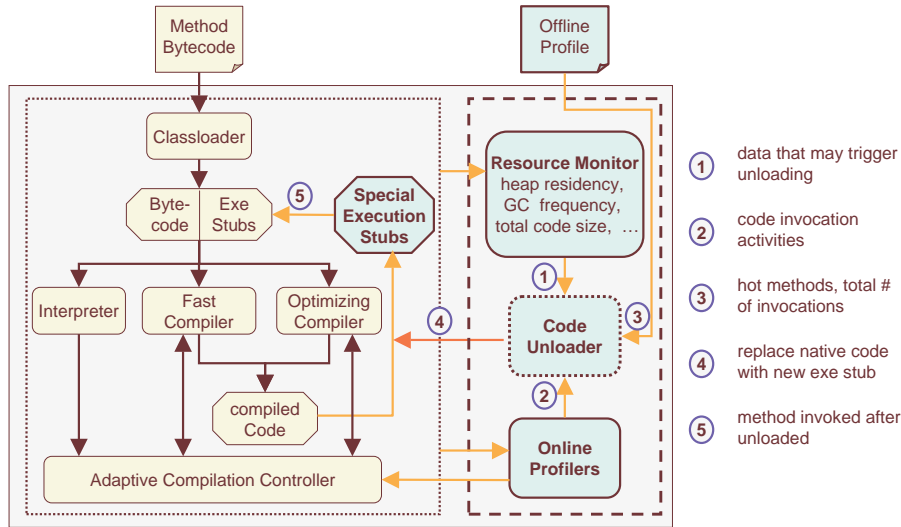 Method
Bytecode
Offline
Profile
Classloader
Byte-
code
Exe
Stubs
5
Special
Execution
Stubs
Resource Monitor
heap residency,
GC frequency,
total code size, ...
1
Interpreter
Fast
Compiler
Optimizing
Compiler
4
Code
Unloader
3
2
compiled
Code
Online
Profilers
Adaptive Compilation Controller
1 data that may trigger
unloading
2 code invocation
activities
3 hot methods, total #
of invocations
4 replace native code
with new exe stub
5 method invoked after
unloaded